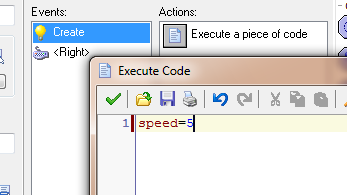 Events:
Actions:
Create
Execute a piece of code
<Right>
Execute Code
1 speed=5